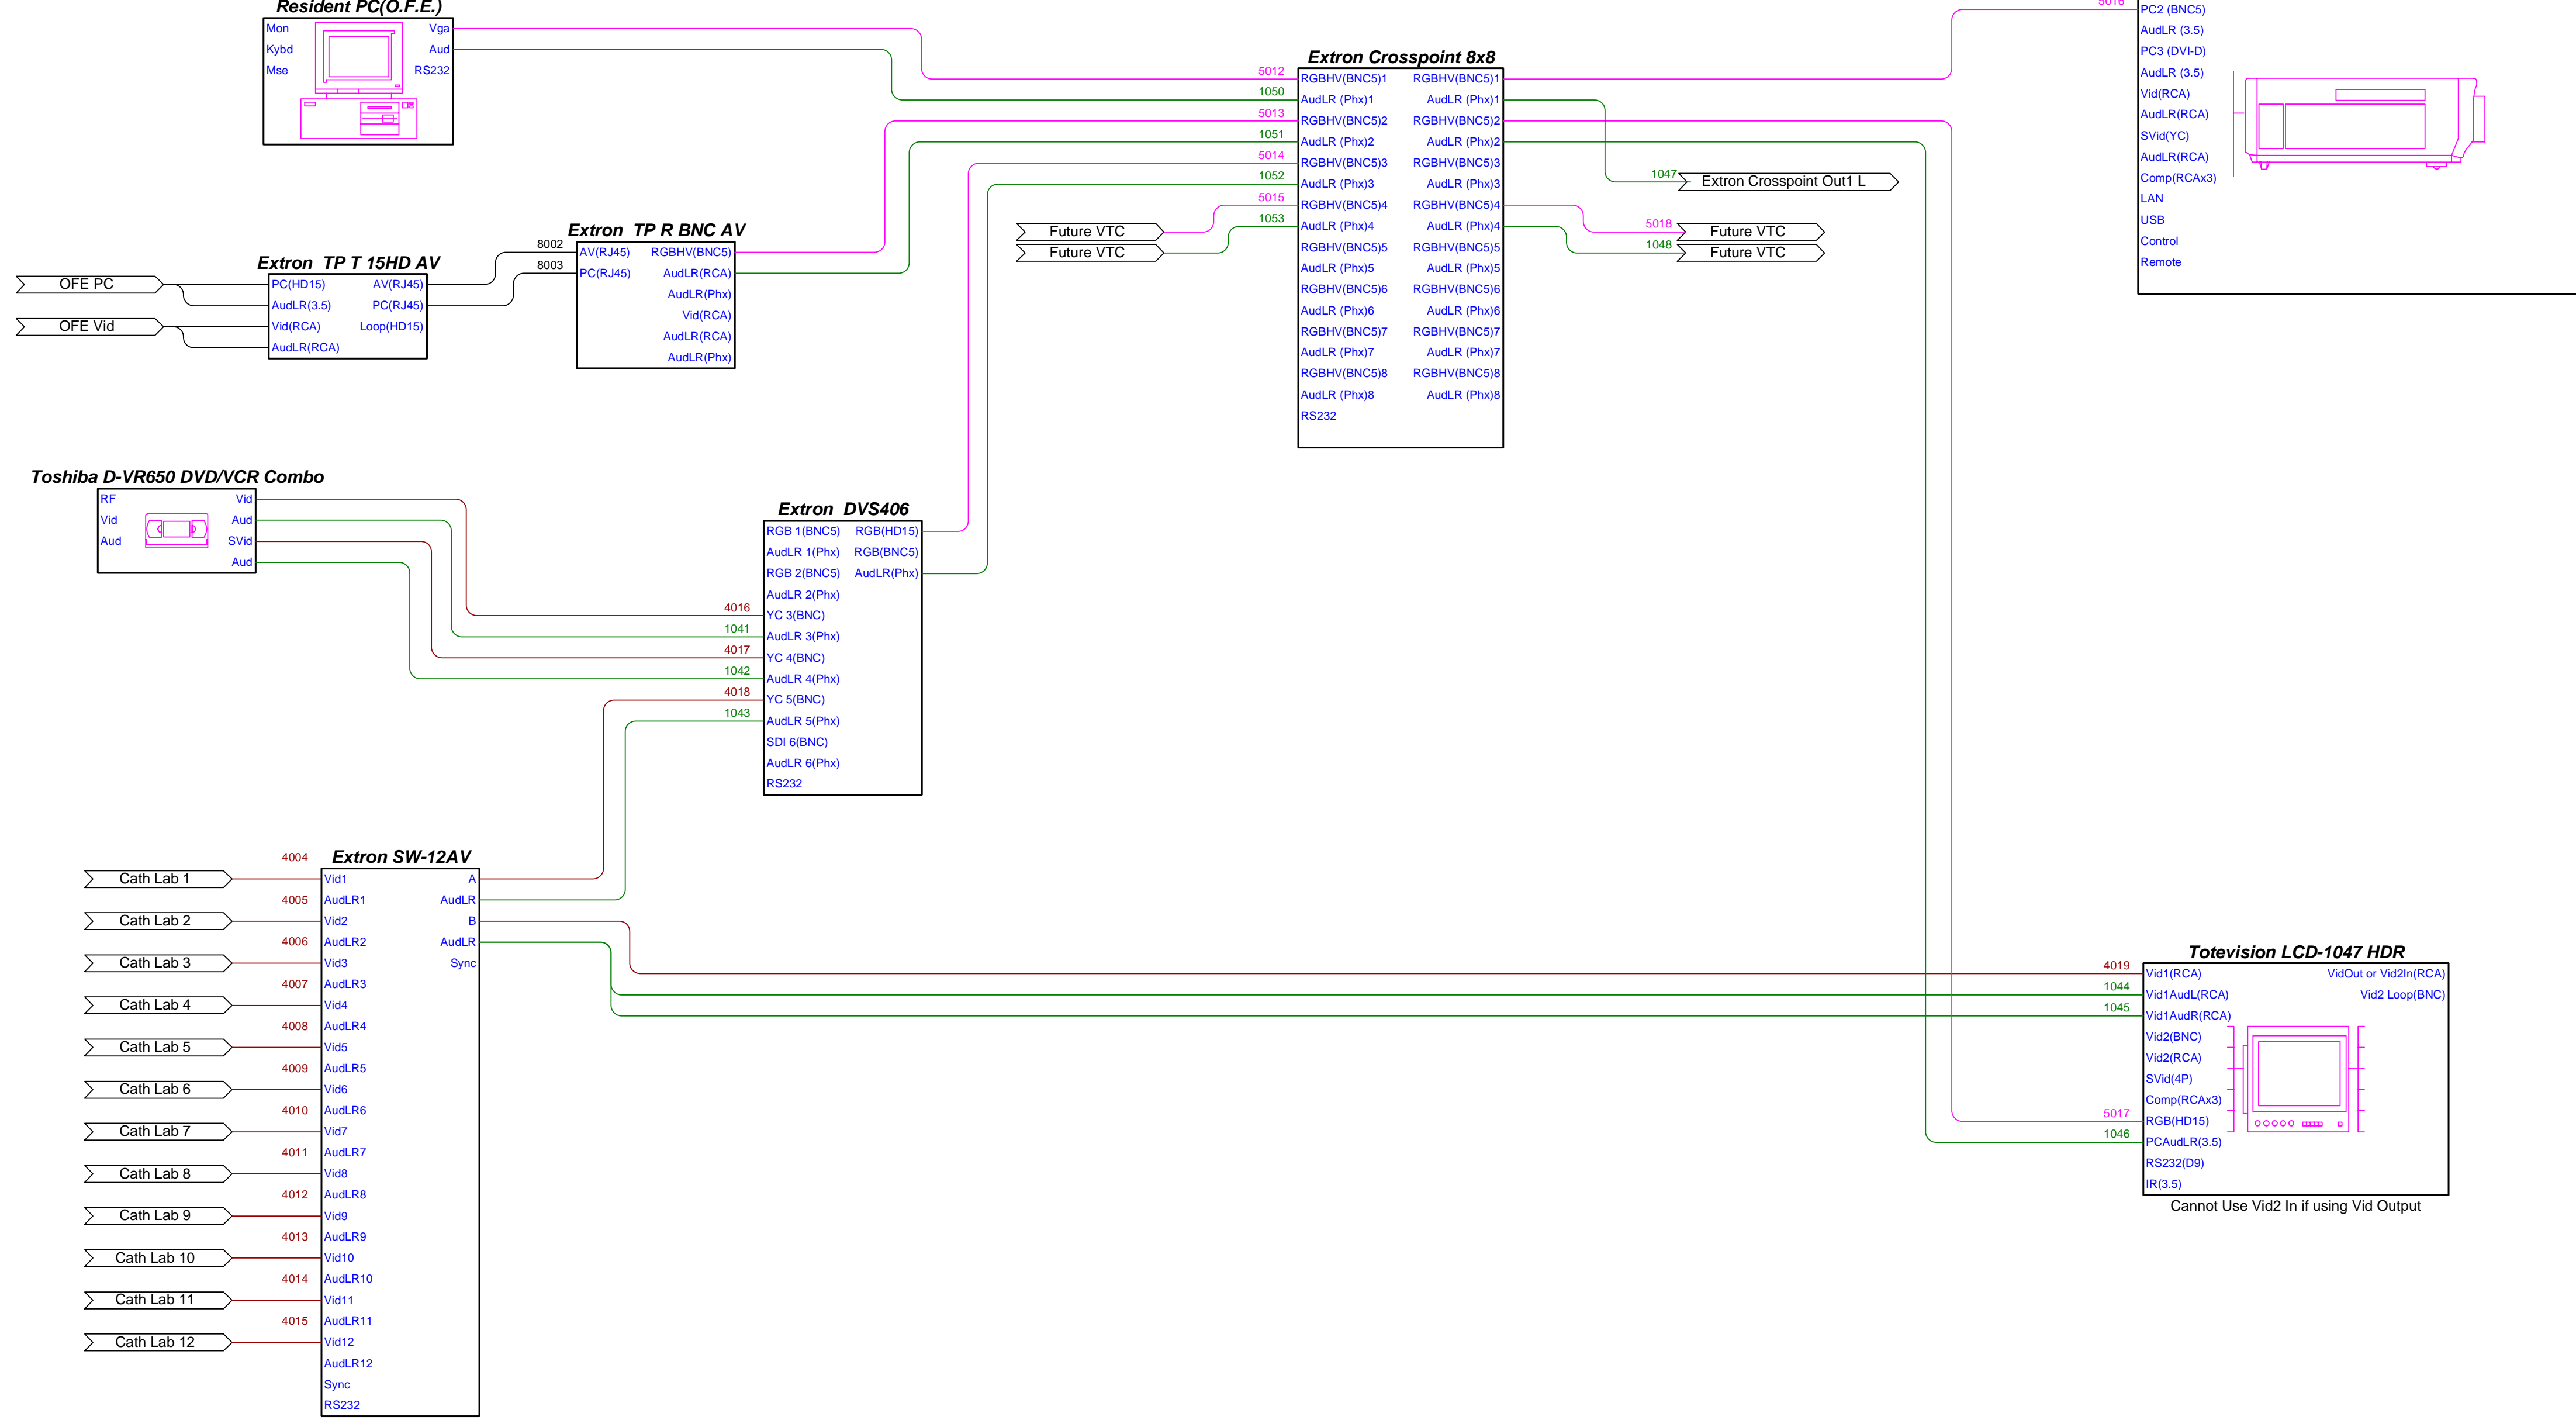 Resident PC(O.F.E.)
Mon
Kybd
Mse
Vga
Aud
RS232
OFE PC
OFE Vid
Extron TP T 15HD AV
PC(HD15)
AudLR(3.5)
Vid(RCA)
AudLR(RCA)
AV(RJ45)
PC(RJ45)
Loop(HD15)
8002
8003
Extron TP R BNC AV
AV(RJ45)
PC(RJ45)
RGBHV(BNC5)
AudLR(RCA)
AudLR(Phx)
Vid(RCA)
AudLR(RCA)
AudLR(Phx)
Toshiba D-VR650 DVD/VCR Combo
RF
Vid
Aud
Vid
Aud
SVid
Aud
4016
1041
4017
1042
4018
1043
Extron DVS406
RGB 1(BNC5)
AudLR 1(Phx)
RGB 2(BNC5)
AudLR 2(Phx)
YC 3(BNC)
AudLR 3(Phx)
YC 4(BNC)
AudLR 4(Phx)
YC 5(BNC)
AudLR 5(Phx)
SDI 6(BNC)
AudLR 6(Phx)
RS232
RGB(HD15)
RGB(BNC5)
AudLR(Phx)
Cath Lab 1
Cath Lab 2
Cath Lab 3
Cath Lab 4
Cath Lab 5
Cath Lab 6
Cath Lab 7
Cath Lab 8
Cath Lab 9
Cath Lab 10
Cath Lab 11
Cath Lab 12
4004
4005
4006
4007
4008
4009
4010
4011
4012
4013
4014
4015
Extron SW-12AV
Vid1
AudLR1
Vid2
AudLR2
Vid3
AudLR3
Vid4
AudLR4
Vid5
AudLR5
Vid6
AudLR6
Vid7
AudLR7
Vid8
AudLR8
Vid9
AudLR9
Vid10
AudLR10
Vid11
AudLR11
Vid12
AudLR12
Sync
RS232
A
AudLR
B
AudLR
Sync
Future VTC
Future VTC
5012
1050
5013
1051
5014
1052
5015
1053
Extron Crosspoint 8x8
RGBHV(BNC5)1
AudLR (Phx)1
RGBHV(BNC5)2
AudLR (Phx)2
RGBHV(BNC5)3
AudLR (Phx)3
RGBHV(BNC5)4
AudLR (Phx)4
RGBHV(BNC5)5
AudLR (Phx)5
RGBHV(BNC5)6
AudLR (Phx)6
RGBHV(BNC5)7
AudLR (Phx)7
RGBHV(BNC5)8
AudLR (Phx)8
RS232
RGBHV(BNC5)1
AudLR (Phx)1
RGBHV(BNC5)2
AudLR (Phx)2
RGBHV(BNC5)3
AudLR (Phx)3
RGBHV(BNC5)4
AudLR (Phx)4
RGBHV(BNC5)5
AudLR (Phx)5
RGBHV(BNC5)6
AudLR (Phx)6
RGBHV(BNC5)7
AudLR (Phx)7
RGBHV(BNC5)8
AudLR (Phx)8
1047
Extron Crosspoint Out1 L
5018
Future VTC
1048
Future VTC
5016
PC2 (BNC5)
AudLR (3.5)
PC3 (DVI-D)
AudLR (3.5)
Vid(RCA)
AudLR(RCA)
SVid(YC)
AudLR(RCA)
Comp(RCAx3)
LAN
USB
Control
Remote
Totevision LCD-1047 HDR
4019
1044
1045
5017
1046
Vid1(RCA)
Vid1AudL(RCA)
Vid1AudR(RCA)
Vid2(BNC)
Vid2(RCA)
SVid(4P)
Comp(RCAx3)
RGB(HD15)
PCAudLR(3.5)
RS232(D9)
IR(3.5)
VidOut or Vid2In(RCA)
Vid2 Loop(BNC)
Cannot Use Vid2 In if using Vid Output